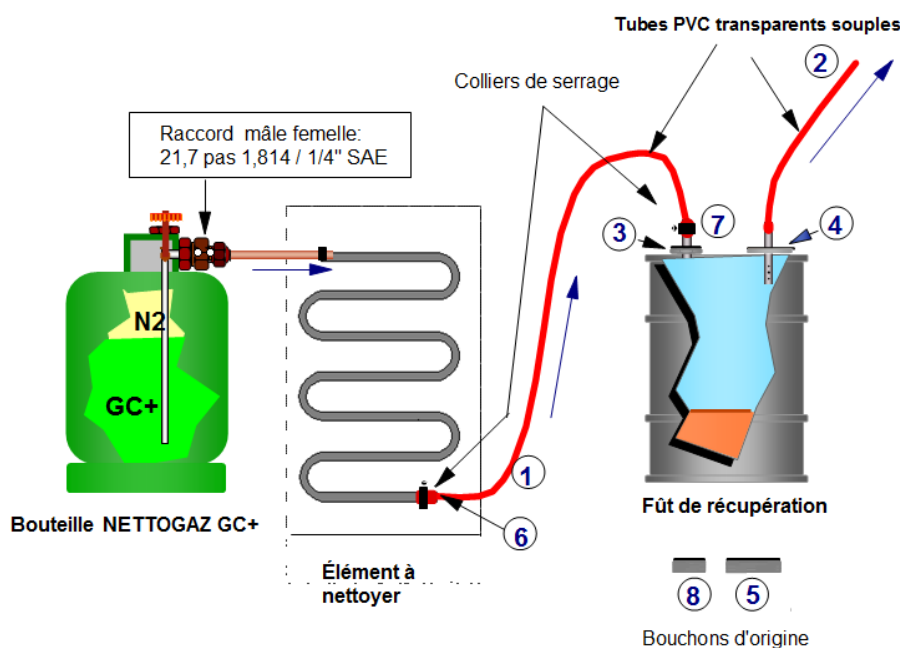 Tubes PVC transparents souples
2
Colliers de serrage
Raccord mâle femelle:
21,7 pas 1,814 / 1/4" SAE
3
7
4
N2
GC+
1
6
Bouteille NETTOGAZ GC+
Fût de récupération
Élément à
nettoyer
8
5
Bouchons d'origine